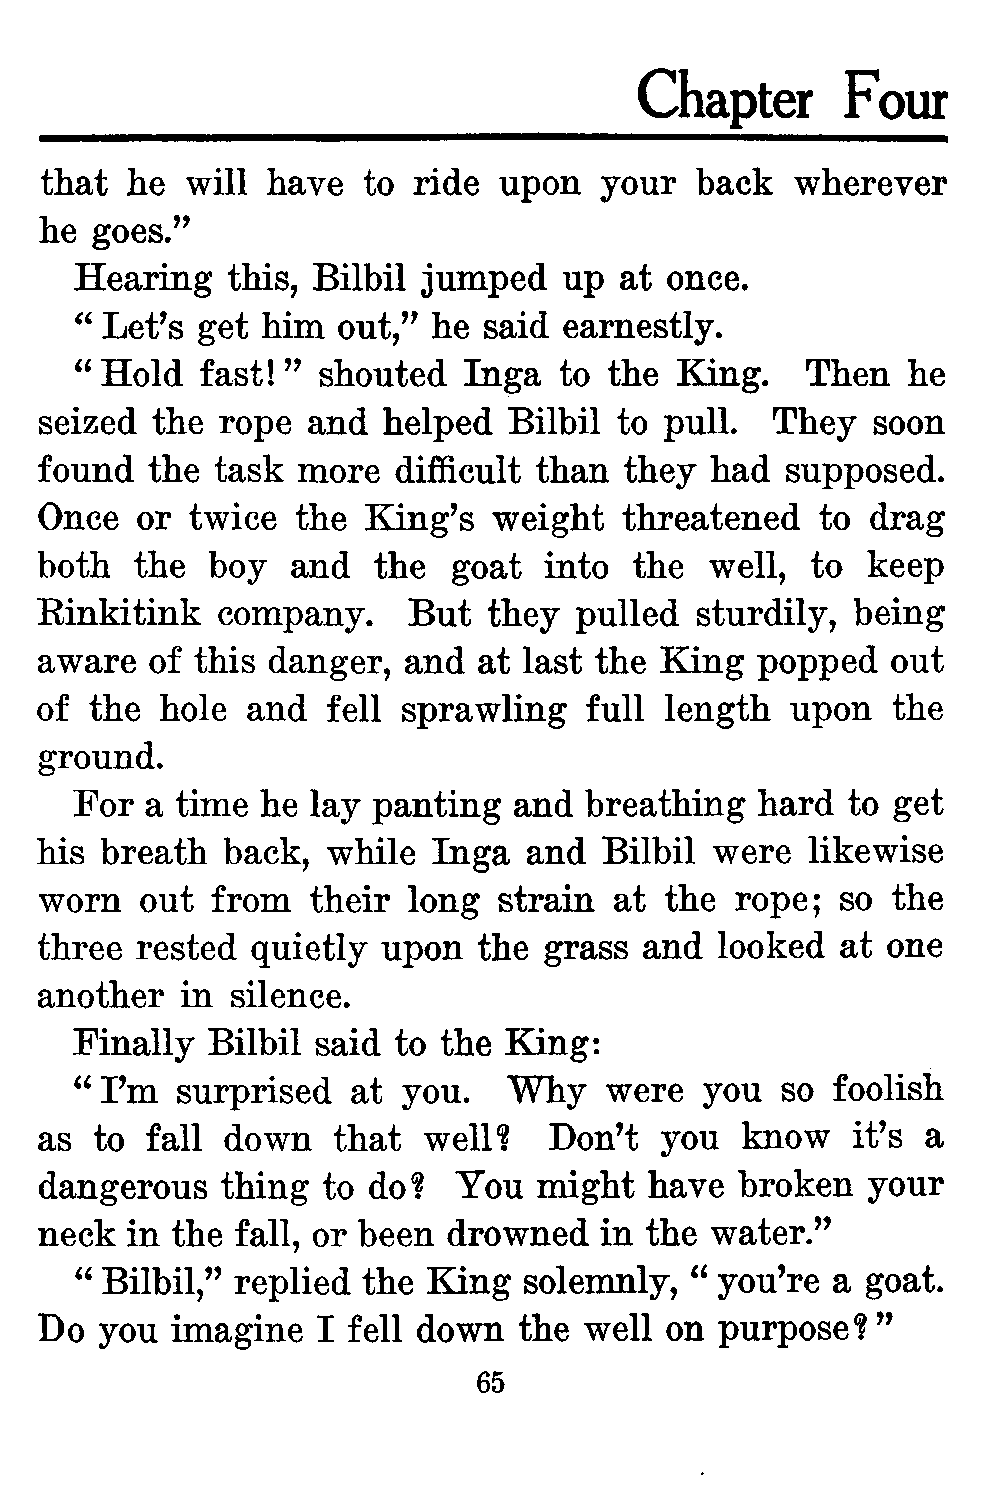 Chapter Four
that he will have to ride upon your back wherever
he goes.”
Hearing this, Bilbil jumped up at once.
“ Let’s get him out,” he said earnestly.
“ Hold fast! ” shouted Inga to the King. Then he
seized the rope and helped Bilbil to pull. They soon
found the task more difficult than they had supposed.
Once or twice the King’s weight threatened to drag
both the boy and the goat into the well, to keep
Rinkitink company. But they pulled sturdily, being
aware of this danger, and at last the King popped out
of the hole and fell sprawling full length upon the
ground.
For a time he lay panting and breathing hard to get
his breath back, while Inga and Bilbil were likewise
worn out from their long strain at the rope; so the
three rested quietly upon the grass and looked at one
another in silence.
Finally Bilbil said to the King:
“ I’m surprised at you. Why were you so foolish
as to fall down that well? Don’t you know it’s a
dangerous thing to do? You might have broken your
neck in the fall, or been drowned in the water.”
“ Bilbil,” replied the King solemnly, “ you’re a goat.
Do you imagine I fell down the well on purpose? ”
65